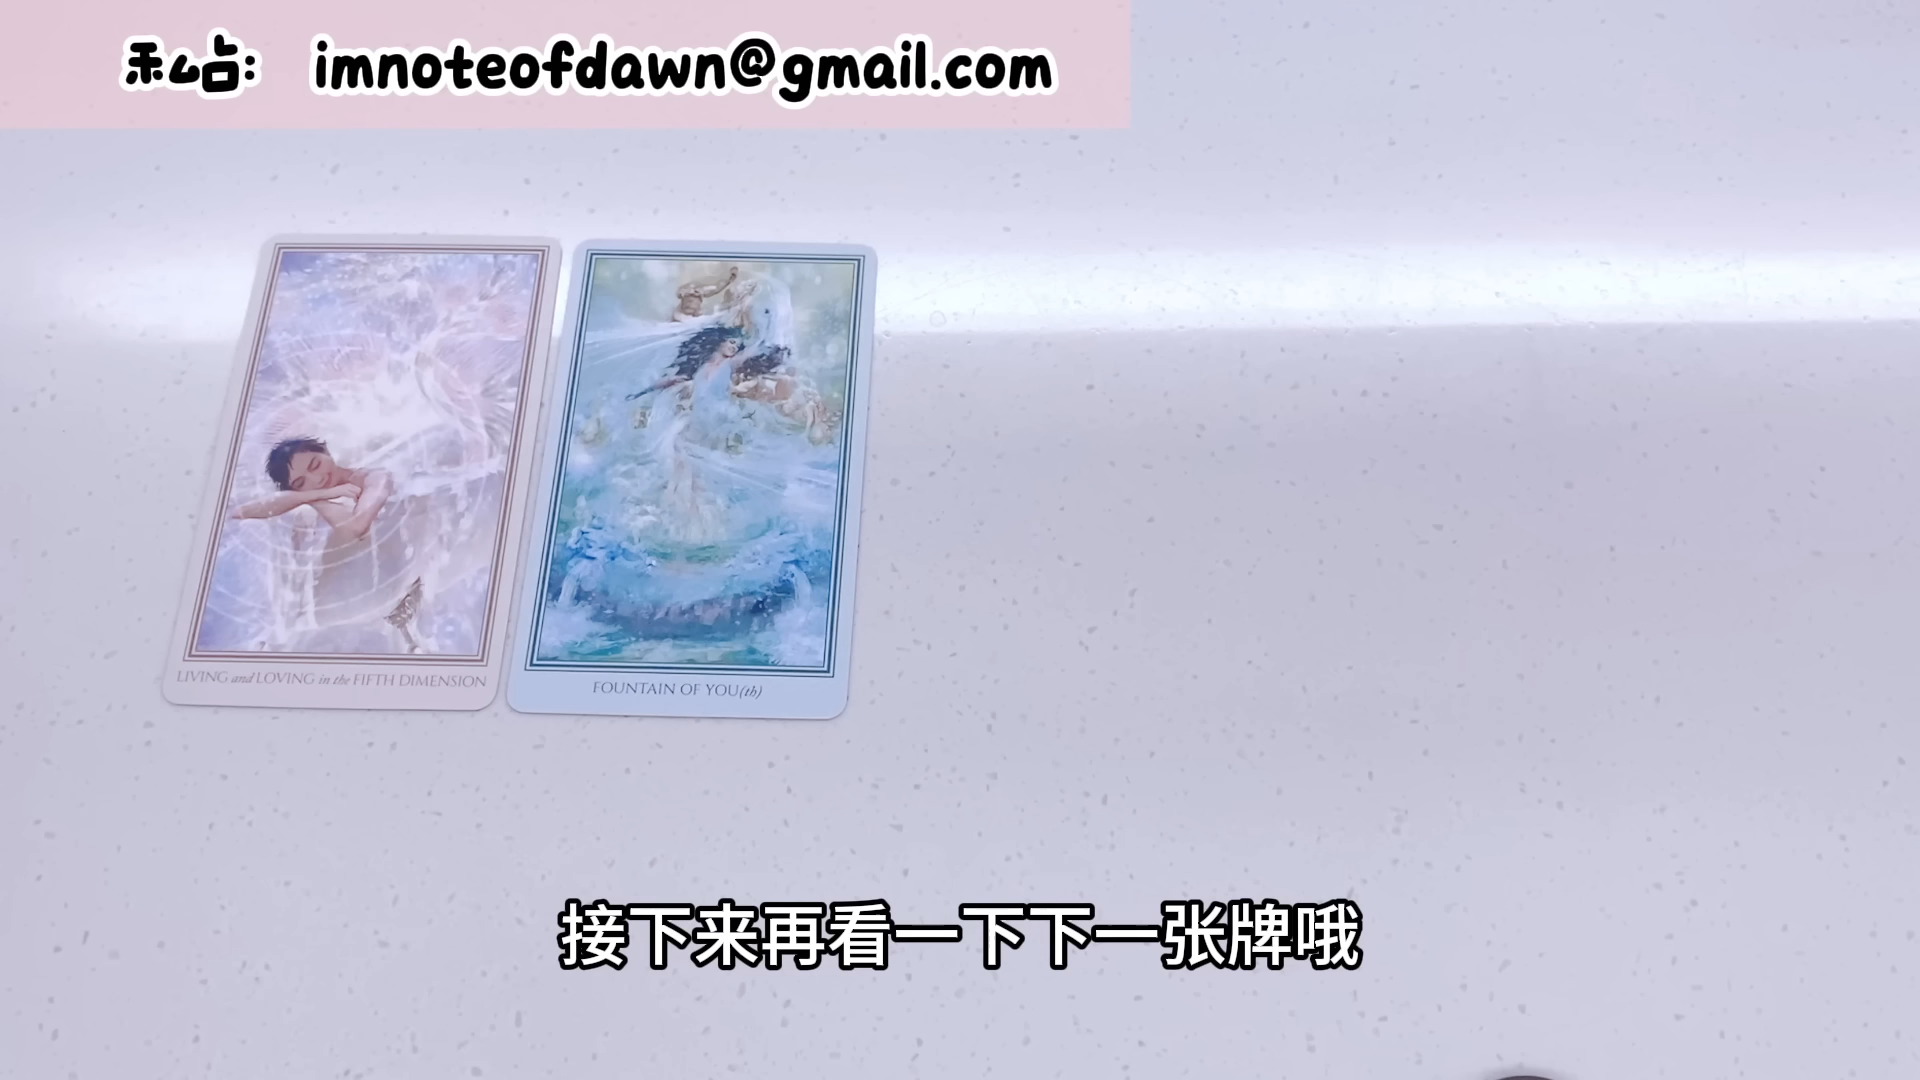 私占: imnoteofdawn@gmail.com
LIVING and LOVING in the FIFTH DIMENSION
FOUNTAIN OF YOU(th)
接下来再看一下下一张牌哦